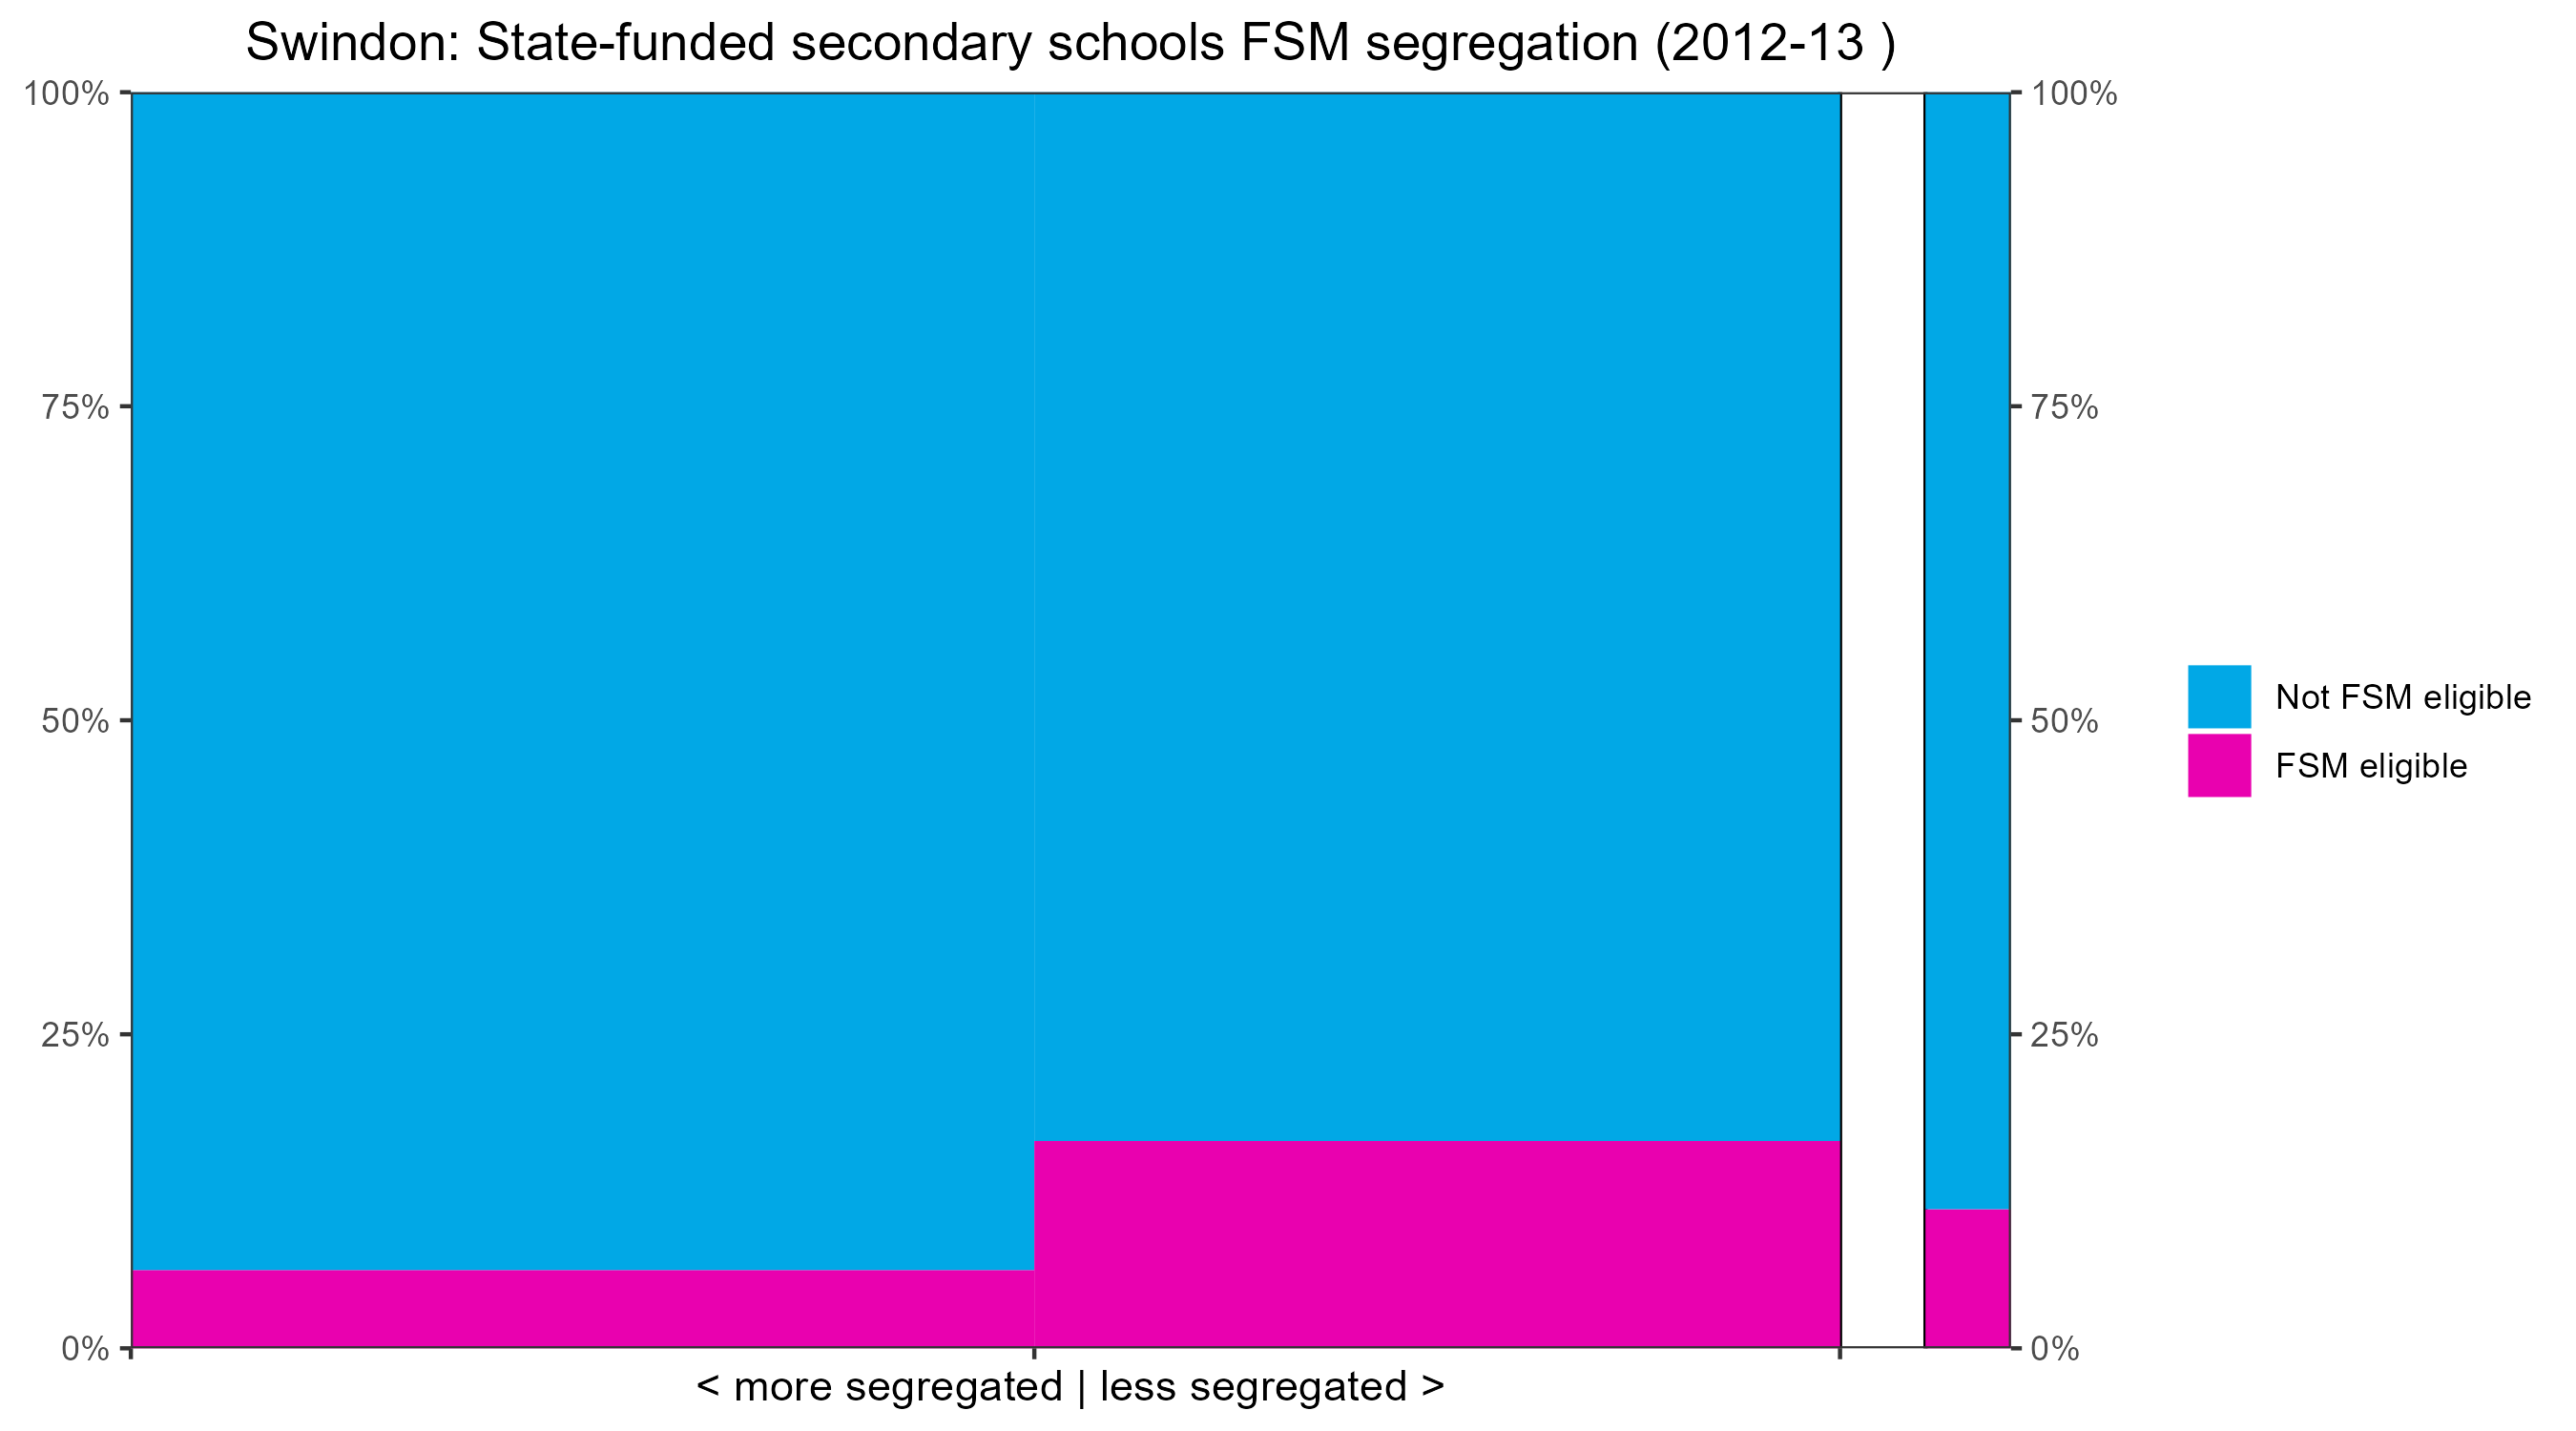 Swindon: State-funded secondary schools FSM segregation (2012-13 )
100%
75%
50%
25%
0%
100%
75%
50%
25%
0%
Not FSM eligible
FSM eligible
< more segregated | less segregated >